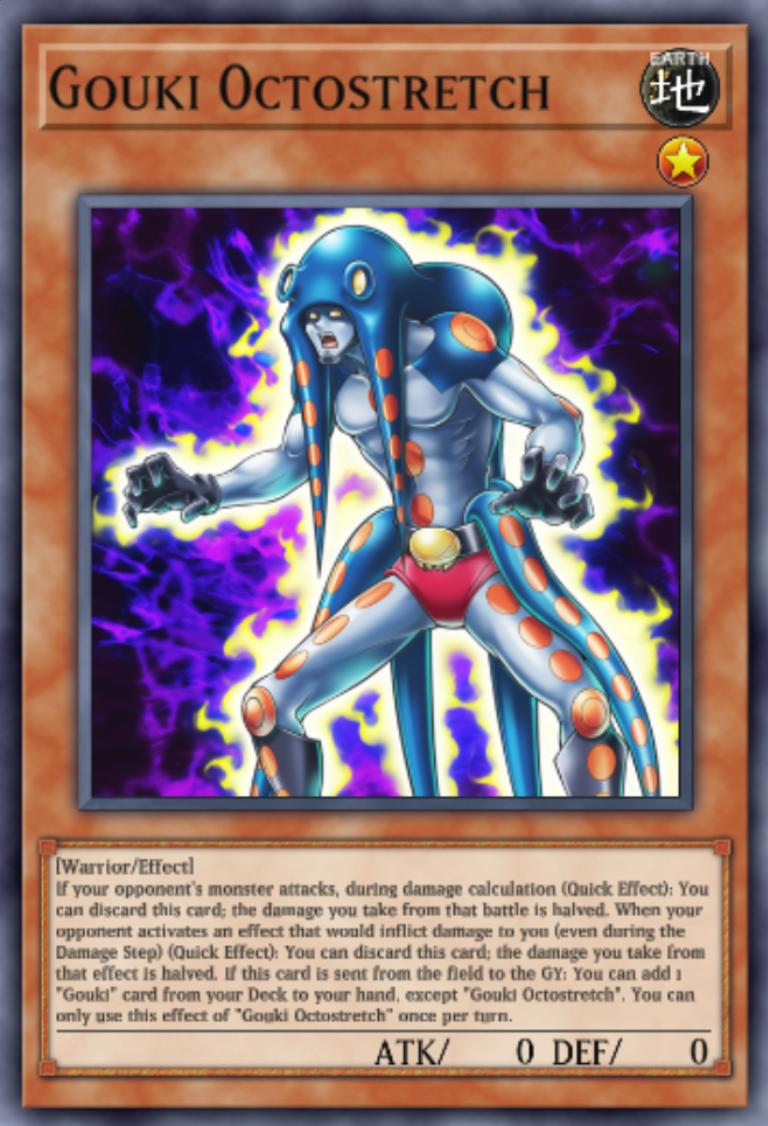 Gouki Octostretch
EARTH
地
[Warrior/Effect]
If your opponent's monster attacks, during damage calculation (Quick Effect): You
can discard this card; the damage you take from that battle is halved. When your
opponent activates an effect that would inflict damage to you (even during the
Damage Step) (Quick Effect): You can discard this card; the damage you take from
that effect is halved. If this card is sent from the field to the GY: You can add 1
"Gouki" card from your Deck to your hand, except "Gouki Octostretch". You can
only use this effect of "Gouki Octostretch" once per turn.
ATK/ 0 DEF/ 0